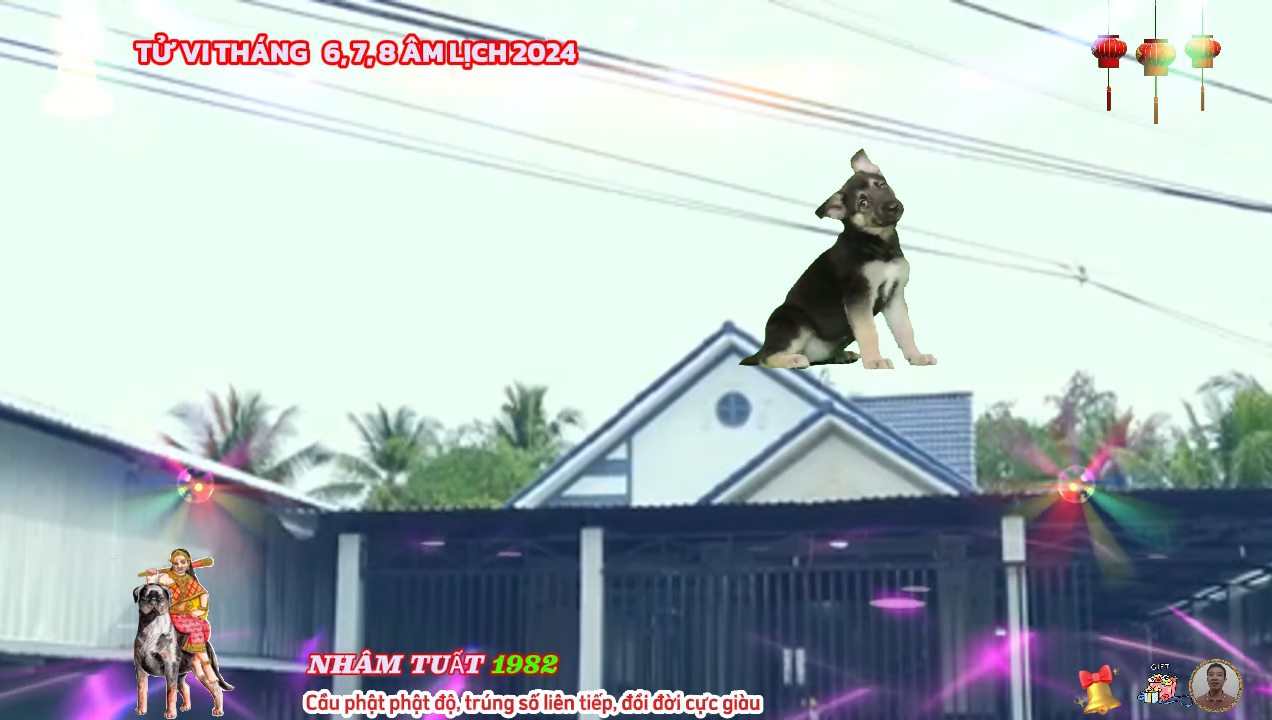 TỬ VI THÁNG 6, 7, 8 ÂM LỊCH 2024
GIFT
NHÂM TUẤT 1982
Cầu phật phật độ, trúng số liên tiếp, đổi đời cực giàu